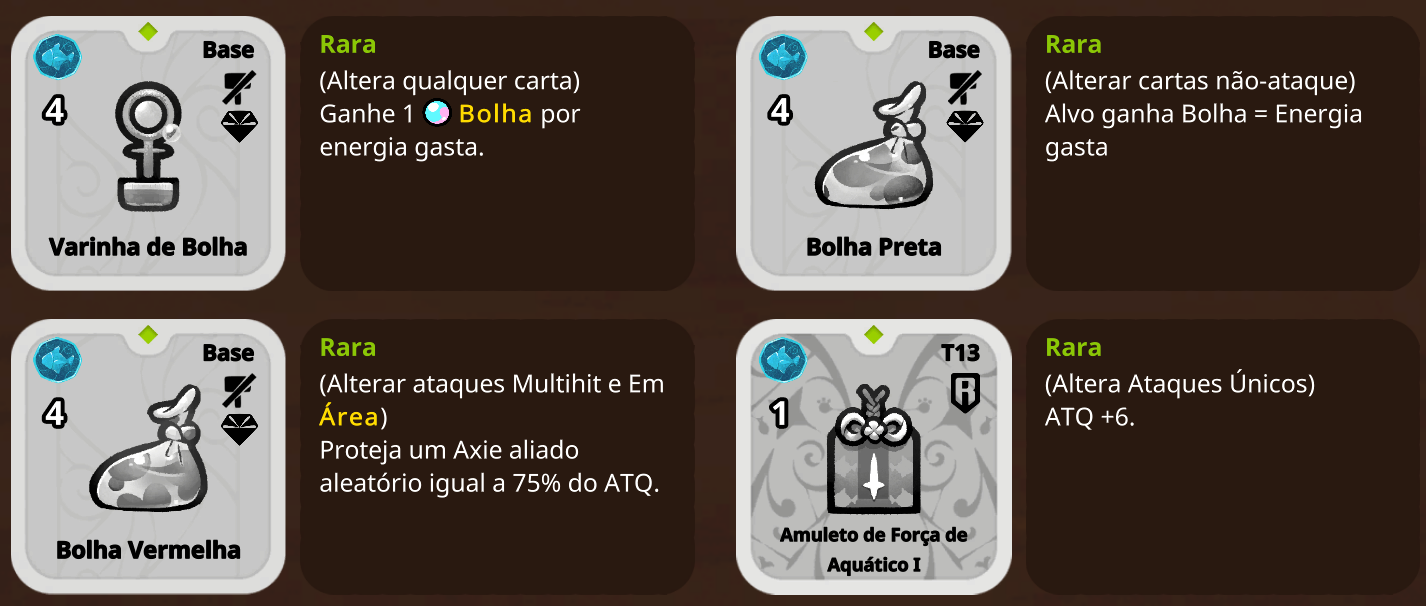 Base
4
Varinha de Bolha
Rara
(Altera qualquer carta)
Ganhe 1 Bolha por
energia gasta.
Base
4
Bolha Preta
Rara
(Alterar cartas não-ataque)
Alvo ganha Bolha = Energia
gasta
Base
4
Bolha Vermelha
Rara
(Alterar ataques Multihit e Em
Área)
Proteja um Axie aliado
aleatório igual a 75% do ATQ.
T13
R
1
Amuleto de Força de
Aquático I
Rara
(Altera Ataques Únicos)
ATQ +6.